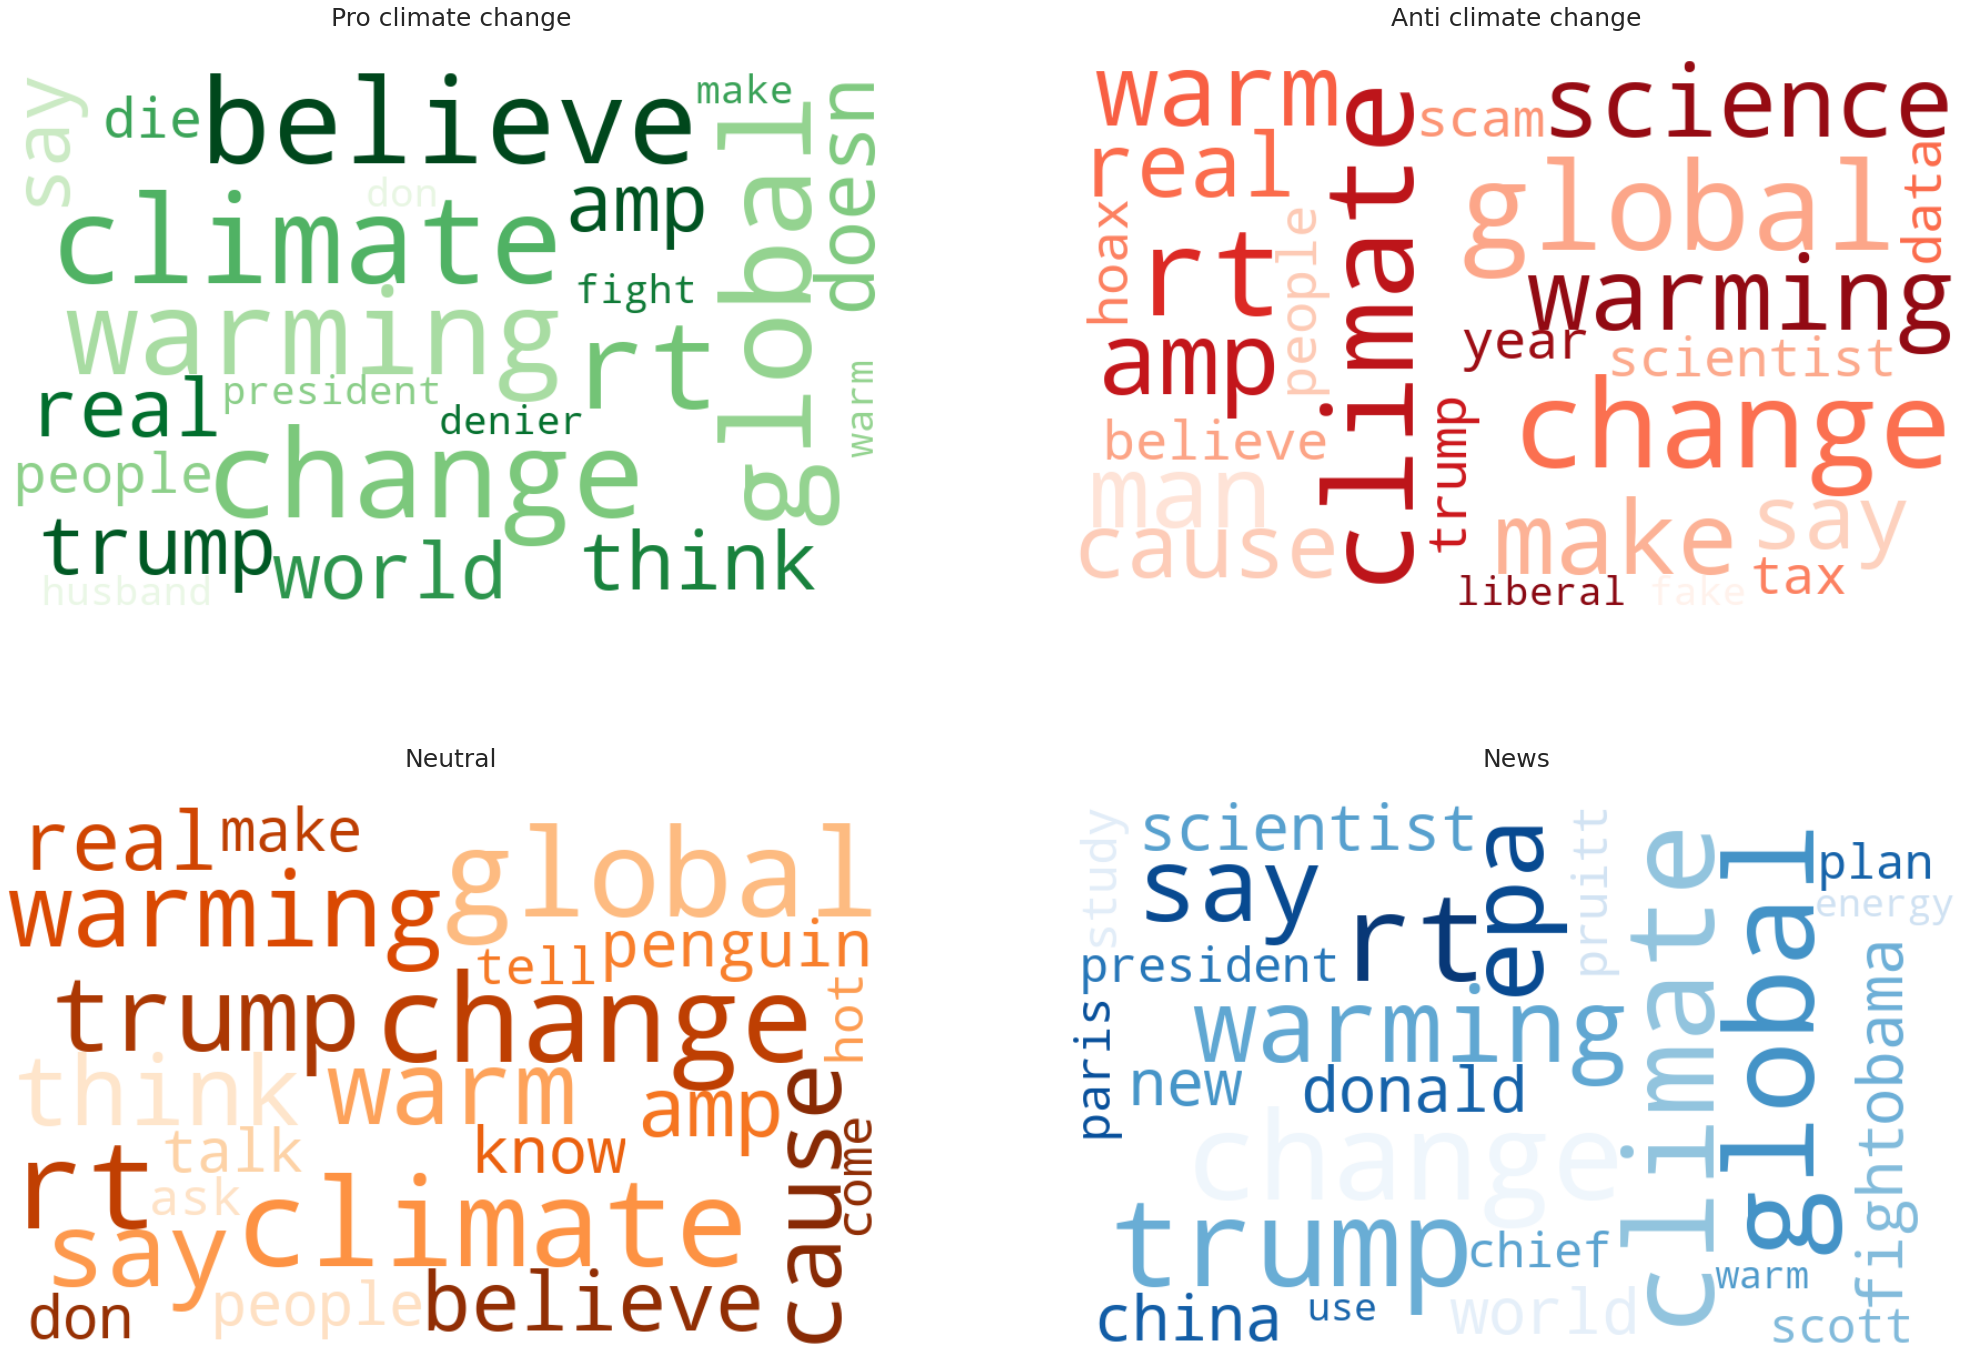 Pro climate change
say
die
believe
make
global
doesn
climate
don
amp
fight
warming
rt
warm
real
president
denier
people
change
trump
world
think
husband
Anti climate change
warm
climate
scam
science
real
global
data
hoax
rt
people
warming
amp
year
scientist
believe
trump
change
man
cause
make
say
liberal
fake
tax
Neutral
real
make
global
warming
tell
penguin
trump
change
hot
think
warm
amp
cause
rt
talk
know
come
ask
say
climate
don
people
believe
News
study
scientist
epa
pruitt
climate
global
plan
say
rt
energy
president
paris
warming
obama
new
donald
change
fight
trump
chief
warm
china
use
world
scott